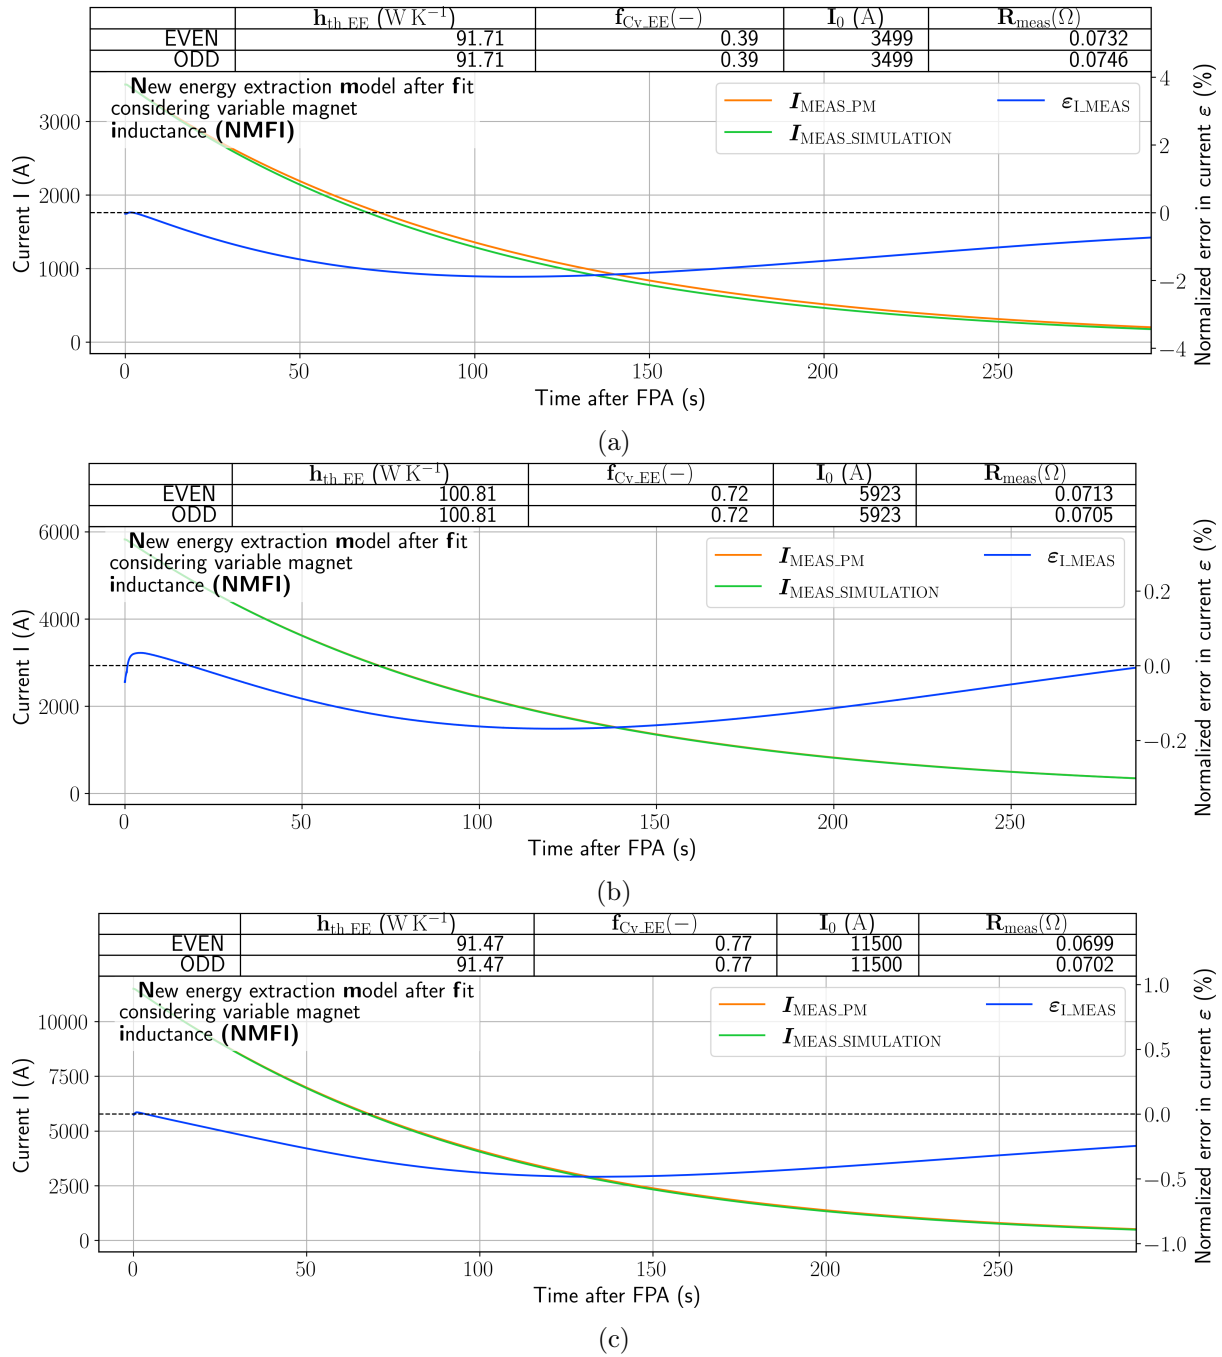 h_th_EE (W K⁻¹) f_Cv_EE(−) I₀ (A) R_meas(Ω)
EVEN 91.71 0.39 3499 0.0732
ODD 91.71 0.39 3499 0.0746
New energy extraction model after fit
considering variable magnet
inductance (NMFI)
I_MEAS_PM
I_MEAS_SIMULATION
ε_I_MEAS
Current I (A)
3000
2000
1000
0
4
2
0
−2
−4
Normalized error in current ε (%)
0 50 100 150 200 250
Time after FPA (s)
(a)
h_th_EE (W K⁻¹) f_Cv_EE(−) I₀ (A) R_meas(Ω)
EVEN 100.81 0.72 5923 0.0713
ODD 100.81 0.72 5923 0.0705
New energy extraction model after fit
considering variable magnet
inductance (NMFI)
I_MEAS_PM
I_MEAS_SIMULATION
ε_I_MEAS
Current I (A)
6000
4000
2000
0
0.2
0.0
−0.2
Normalized error in current ε (%)
0 50 100 150 200 250
Time after FPA (s)
(b)
h_th_EE (W K⁻¹) f_Cv_EE(−) I₀ (A) R_meas(Ω)
EVEN 91.47 0.77 11500 0.0699
ODD 91.47 0.77 11500 0.0702
New energy extraction model after fit
considering variable magnet
inductance (NMFI)
I_MEAS_PM
I_MEAS_SIMULATION
ε_I_MEAS
Current I (A)
10000
7500
5000
2500
0
1.0
0.5
0.0
−0.5
−1.0
Normalized error in current ε (%)
0 50 100 150 200 250
Time after FPA (s)
(c)